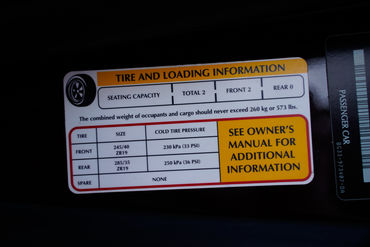 TIRE AND LOADING INFORMATION
SEATING CAPACITY TOTAL 2 FRONT 2 REAR 0
The combined weight of occupants and cargo should never exceed 260 kg or 573 lbs.
TIRE SIZE COLD TIRE PRESSURE
FRONT 245/40 ZR19 230 kPa (33 PSI)
REAR 285/35 ZR19 250 kPa (36 PSI)
SPARE NONE
SEE OWNER'S
MANUAL FOR
ADDITIONAL
INFORMATION
PASSENGER CAR